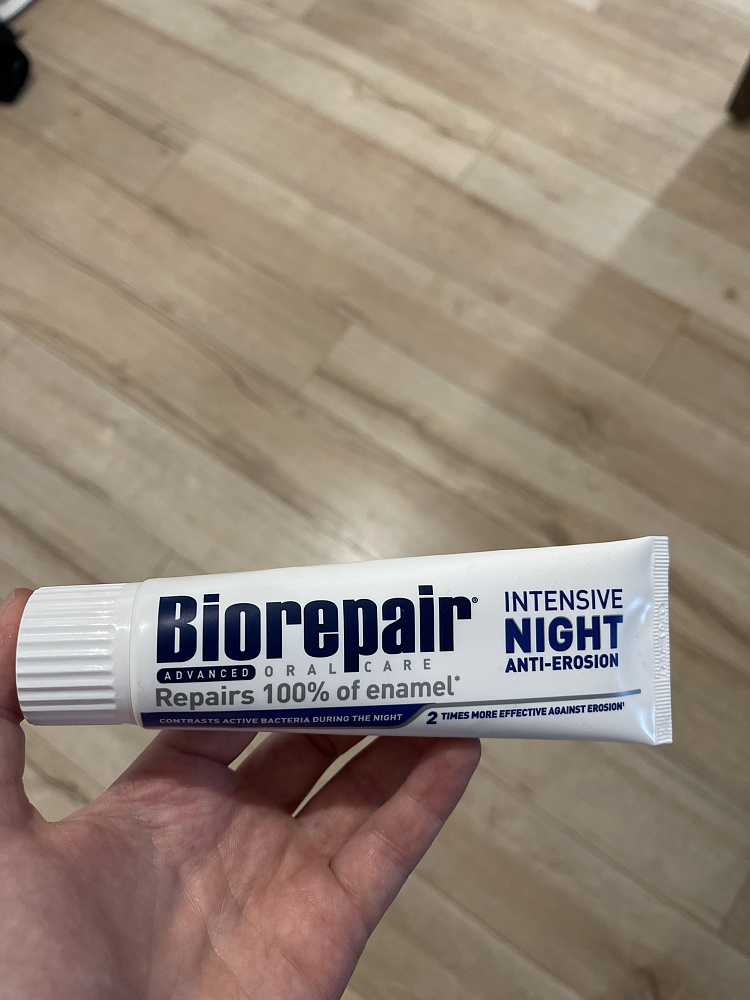 Biorepair®
ADVANCED ORAL CARE
Repairs 100% of enamel*
CONTRASTS ACTIVE BACTERIA DURING THE NIGHT
INTENSIVE
NIGHT
ANTI-EROSION
2 TIMES MORE EFFECTIVE AGAINST EROSION¹